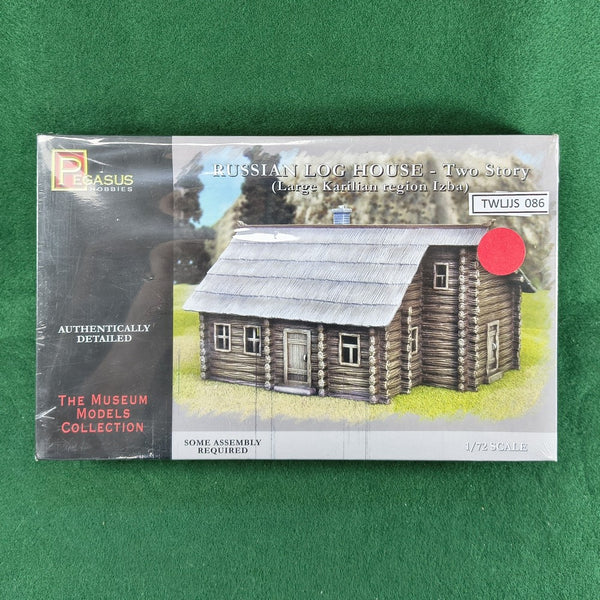 PEGASUS
HOBBIES
RUSSIAN LOG HOUSE - Two Story
(Large Karilian region Izba)
TWLJS 086
AUTHENTICALLY
DETAILED
THE MUSEUM
MODELS
COLLECTION
SOME ASSEMBLY
REQUIRED
1/72 SCALE